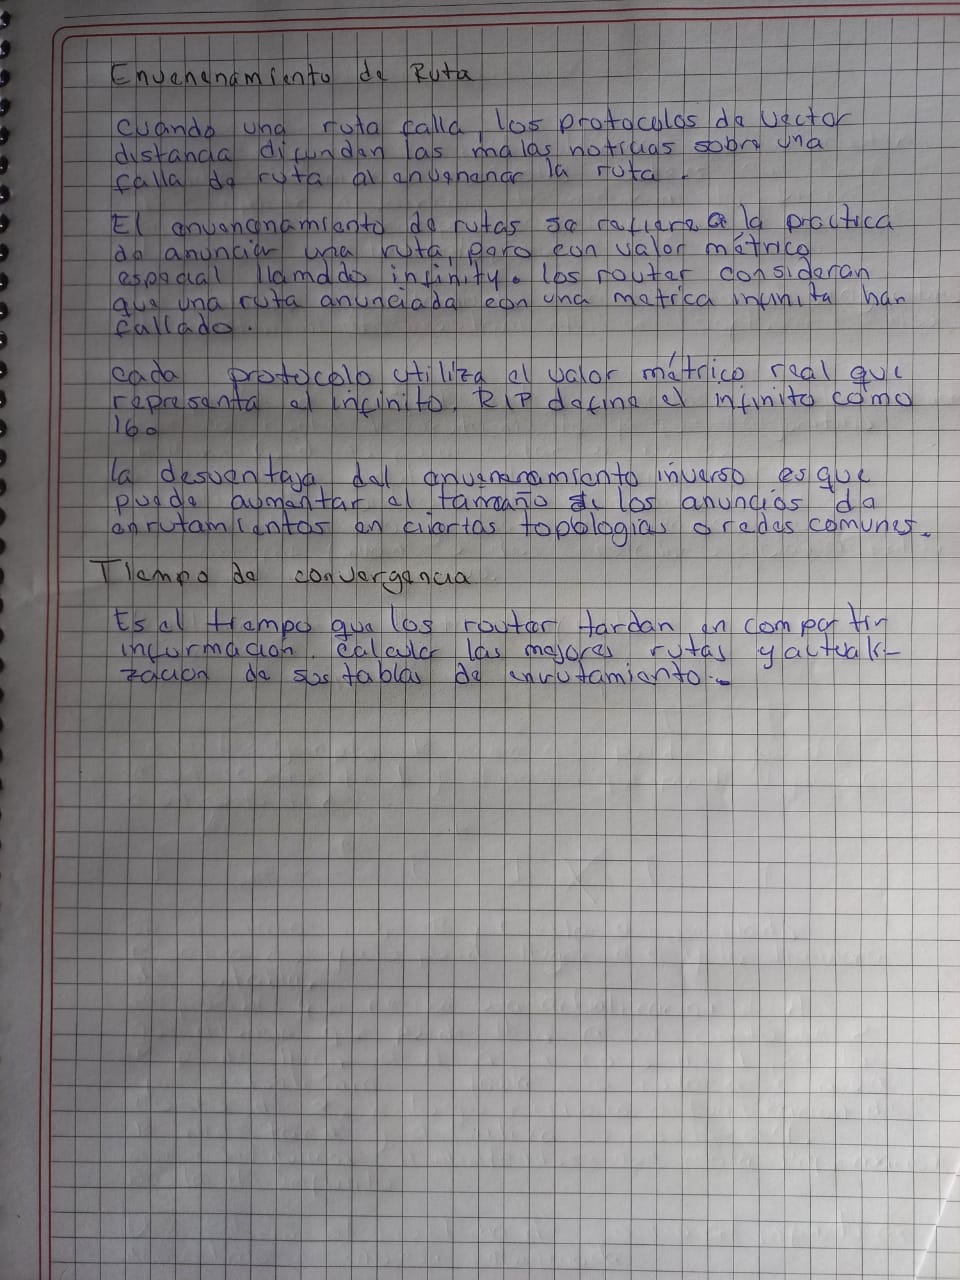 Envenenamiento de Ruta
cuando una ruta falla, los protocolos de vector
distancia difunden las malas noticias sobre una
falla de ruta al envenenar la ruta.
El envenenamiento de rutas se refiere a la practica
de anunciar una ruta, pero con valor métrico
especial llamddo infinity. los router consideran
que una ruta anunciada con una metrica infinita han
fallado.
cada protocolo utiliza el valor métrico real que
representa el infinito. RIP define el infinito como
16.
la desventaja del envenenamiento inverso es que
puede aumentar el tamaño de los anuncios de
enrutamientos en ciertas topologias o redes comunes.
Tiempo de convergencia
Es el tiempo que los router tardan en compartir
informacion, calcular las mejores rutas y actuali-
zacion de sus tablas de enrutamiento.